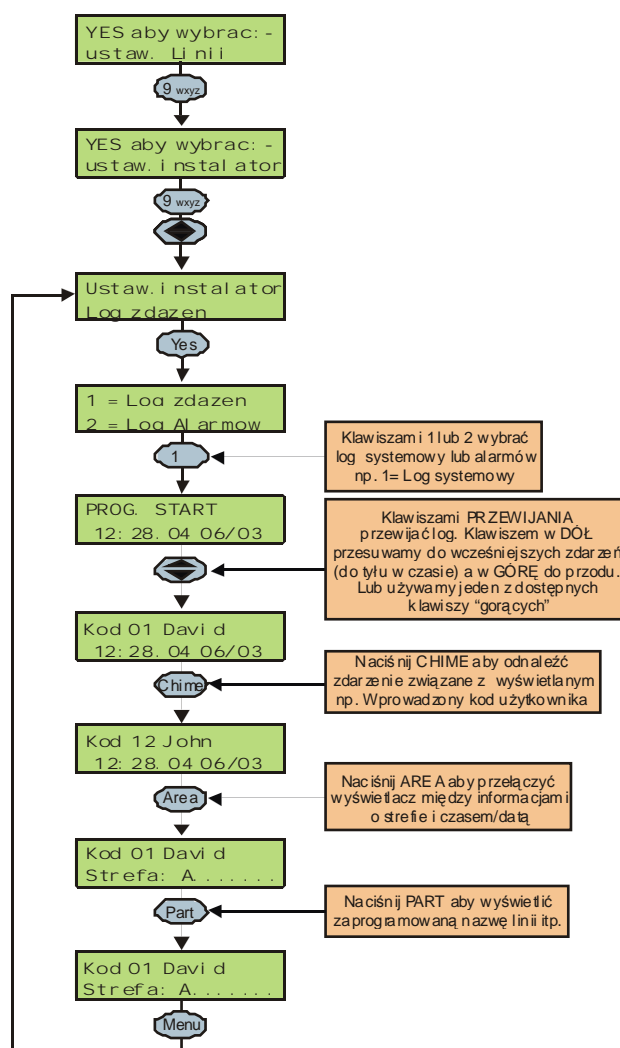 YES aby wybrac: -
ustaw. Linii
9 wxyz
YES aby wybrac: -
ustaw. instalator
9 wxyz
Ustaw. instalator
Log zdazen
Yes
1 = Log zdazen
2 = Log Alarmow
1
Klawiszami 1 lub 2 wybrać
log systemowy lub alarmów
np. 1= Log systemowy
PROG. START
12: 28. 04 06/03
Klawiszami PRZEWIJANIA
przewijać log. Klawiszem w DÓŁ
przesuwamy do wcześniejszych zdarzeń
(do tyłu w czasie) a w GÓRĘ do przodu.
Lub używamy jeden z dostępnych
klawiszy “gorących”
Kod 01 David
12: 28. 04 06/03
Chime
Naciśnij CHIME aby odnaleźć
zdarzenie związane z wyświetlanym
np. Wprowadzony kod użytkownika
Kod 12 John
12: 28. 04 06/03
Area
Naciśnij AREA aby przełączyć
wyświetlacz między informacjami
o strefie i czasem/datą
Kod 01 David
Strefa: A. . . . . . .
Part
Naciśnij PART aby wyświetlić
zaprogramowaną nazwę linii itp.
Kod 01 David
Strefa: A. . . . . . .
Menu